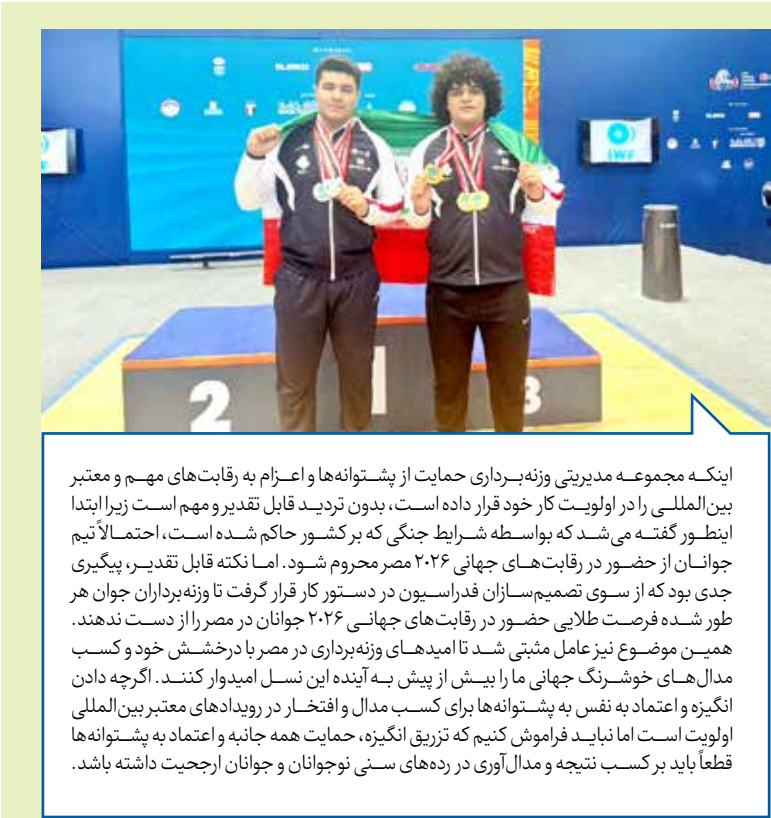 IWF
2
1
3
اینکه مجموعه مدیریتی وزنه‌برداری حمایت از پشتوانه‌ها و اعزام به رقابت‌های مهم و معتبر
بین‌المللی را در اولویت کار خود قرار داده است، بدون تردید قابل تقدیر و مهم است زیرا ابتدا
اینطور گفته می‌شد که بواسطه شرایط جنگی که بر کشور حاکم شده است، احتمالاً تیم
جوانان از حضور در رقابت‌های جهانی ۲۰۲۶ مصر محروم شود. اما نکته قابل تقدیر، پیگیری
جدی بود که از سوی تصمیم‌سازان فدراسیون در دستور کار قرار گرفت تا وزنه‌برداران جوان هر
طور شده فرصت طلایی حضور در رقابت‌های جهانی ۲۰۲۶ جوانان در مصر را از دست ندهند.
همین موضوع نیز عامل مثبتی شد تا امیدهای وزنه‌برداری در مصر با درخشش خود و کسب
مدال‌های خوشرنگ جهانی ما را بیش از پیش به آینده این نسل امیدوار کنند. اگرچه دادن
انگیزه و اعتماد به نفس به پشتوانه‌ها برای کسب مدال و افتخار در رویدادهای معتبر بین‌المللی
اولویت است اما نباید فراموش کنیم که تزریق انگیزه، حمایت همه جانبه و اعتماد به پشتوانه‌ها
قطعاً باید بر کسب نتیجه و مدال‌آوری در رده‌های سنی نوجوانان و جوانان ارجحیت داشته باشد.